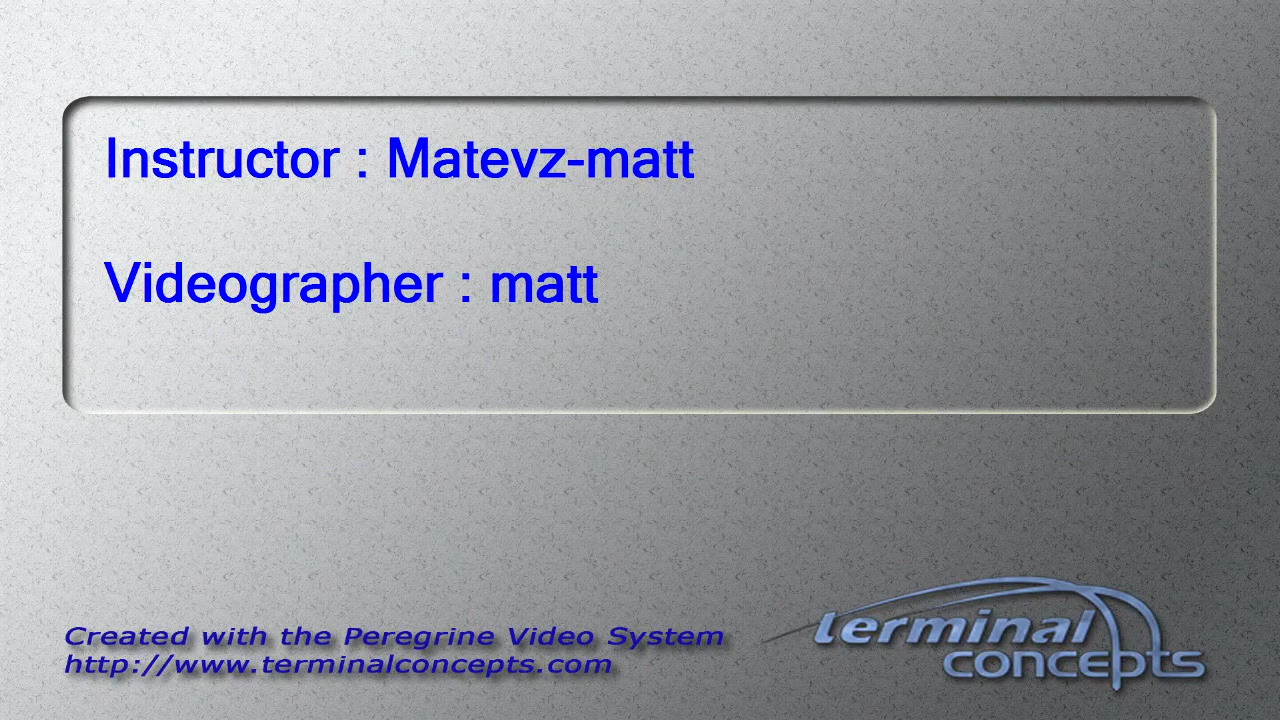 Instructor : Matevz-matt
Videographer : matt
Created with the Peregrine Video System
http://www.terminalconcepts.com
terminal
concepts